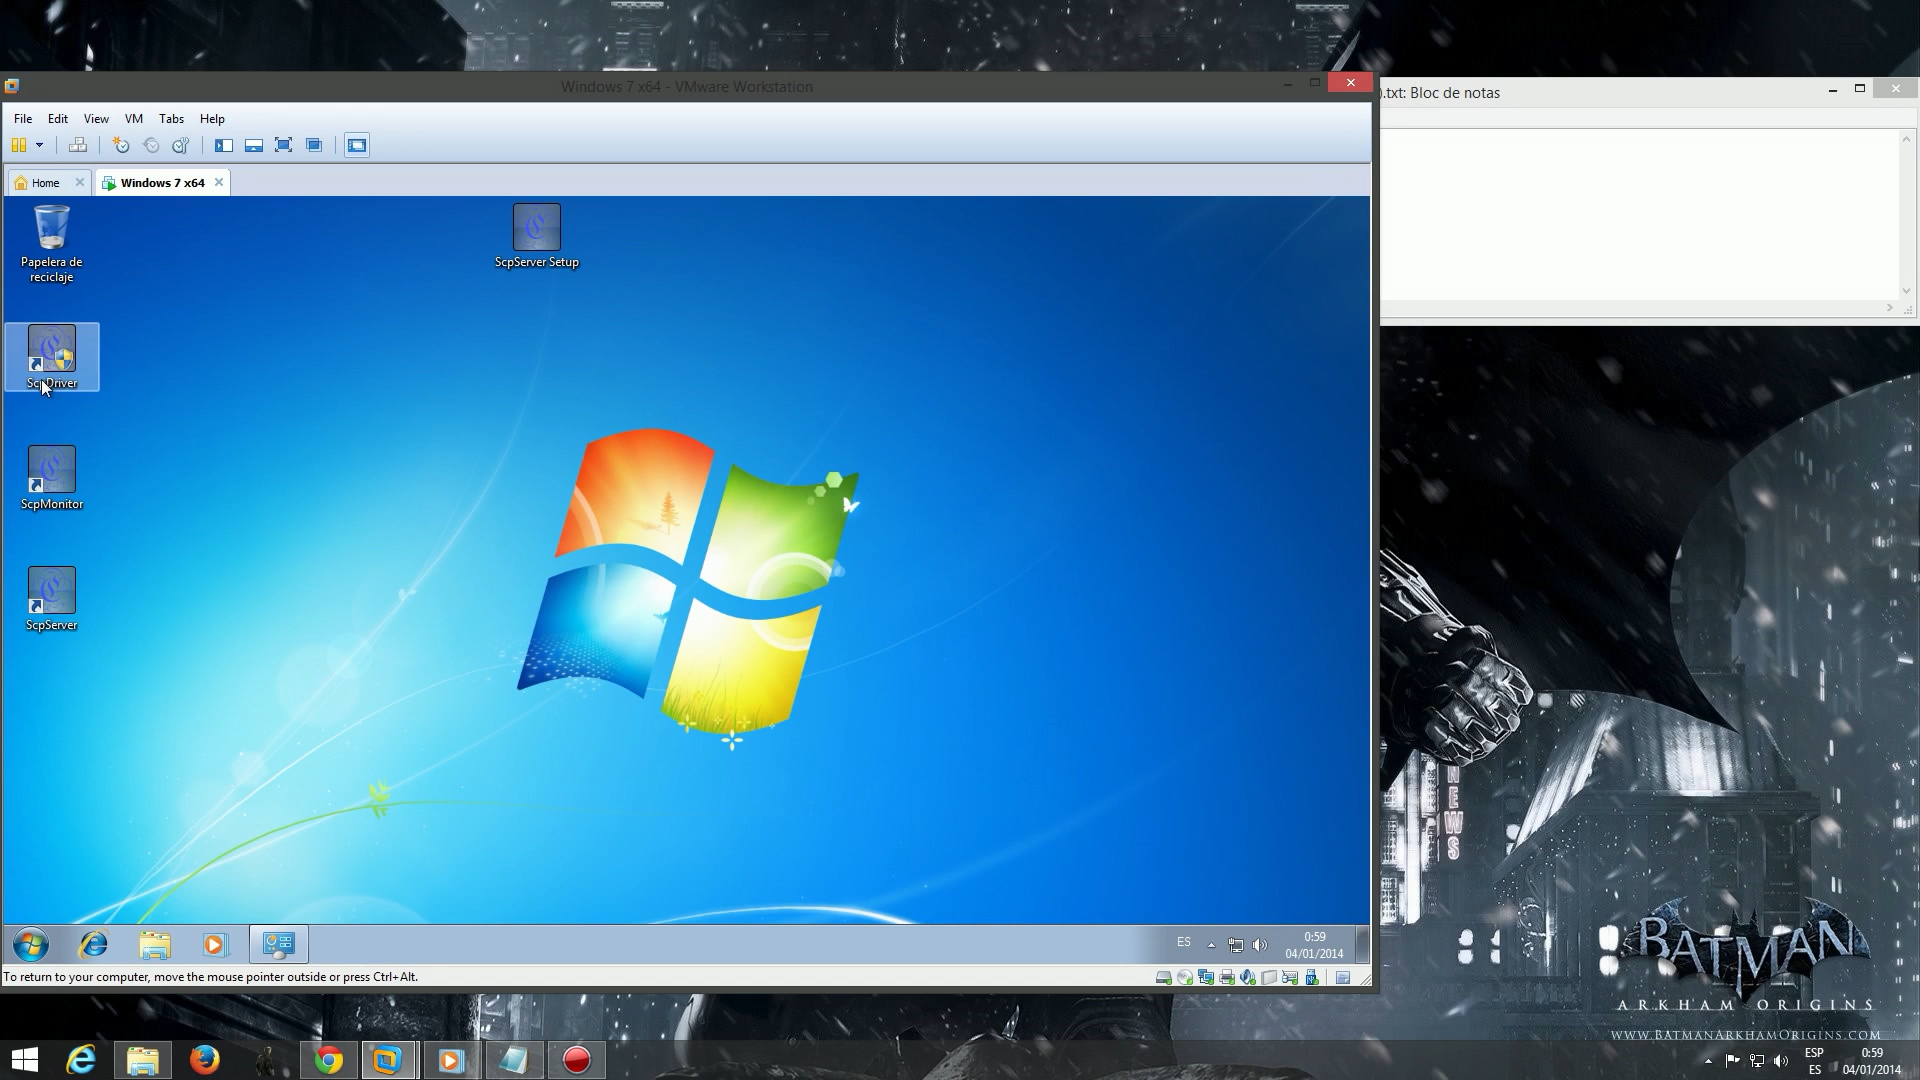 Windows 7 x64 - VMware Workstation
).txt: Bloc de notas
File Edit View VM Tabs Help
Home
Windows 7 x64
Papelera de
reciclaje
ScpServer Setup
ScpDriver
ScpMonitor
ScpServer
NEWS
ES
0:59
04/01/2014
To return to your computer, move the mouse pointer outside or press Ctrl+Alt.
BATMAN
ARKHAM ORIGINS
WWW.BATMANARKHAMORIGINS.COM
ESP
ES
0:59
04/01/2014